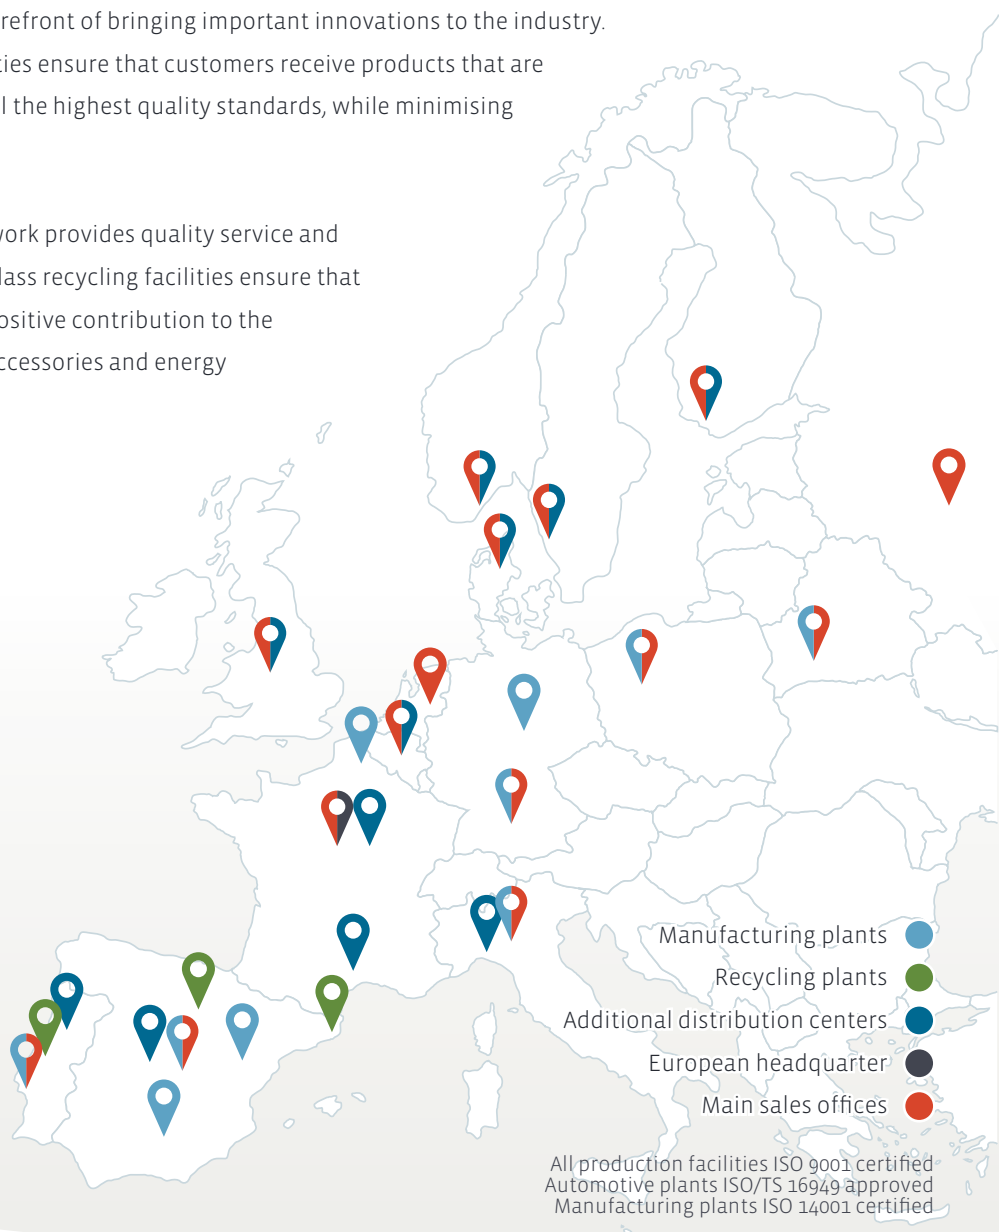 refront of bringing important innovations to the industry.
ties ensure that customers receive products that are
l the highest quality standards, while minimising
work provides quality service and
lass recycling facilities ensure that
ositive contribution to the
ccessories and energy
Manufacturing plants
Recycling plants
Additional distribution centers
European headquarter
Main sales offices
All production facilities ISO 9001 certified
Automotive plants ISO/TS 16949 approved
Manufacturing plants ISO 14001 certified